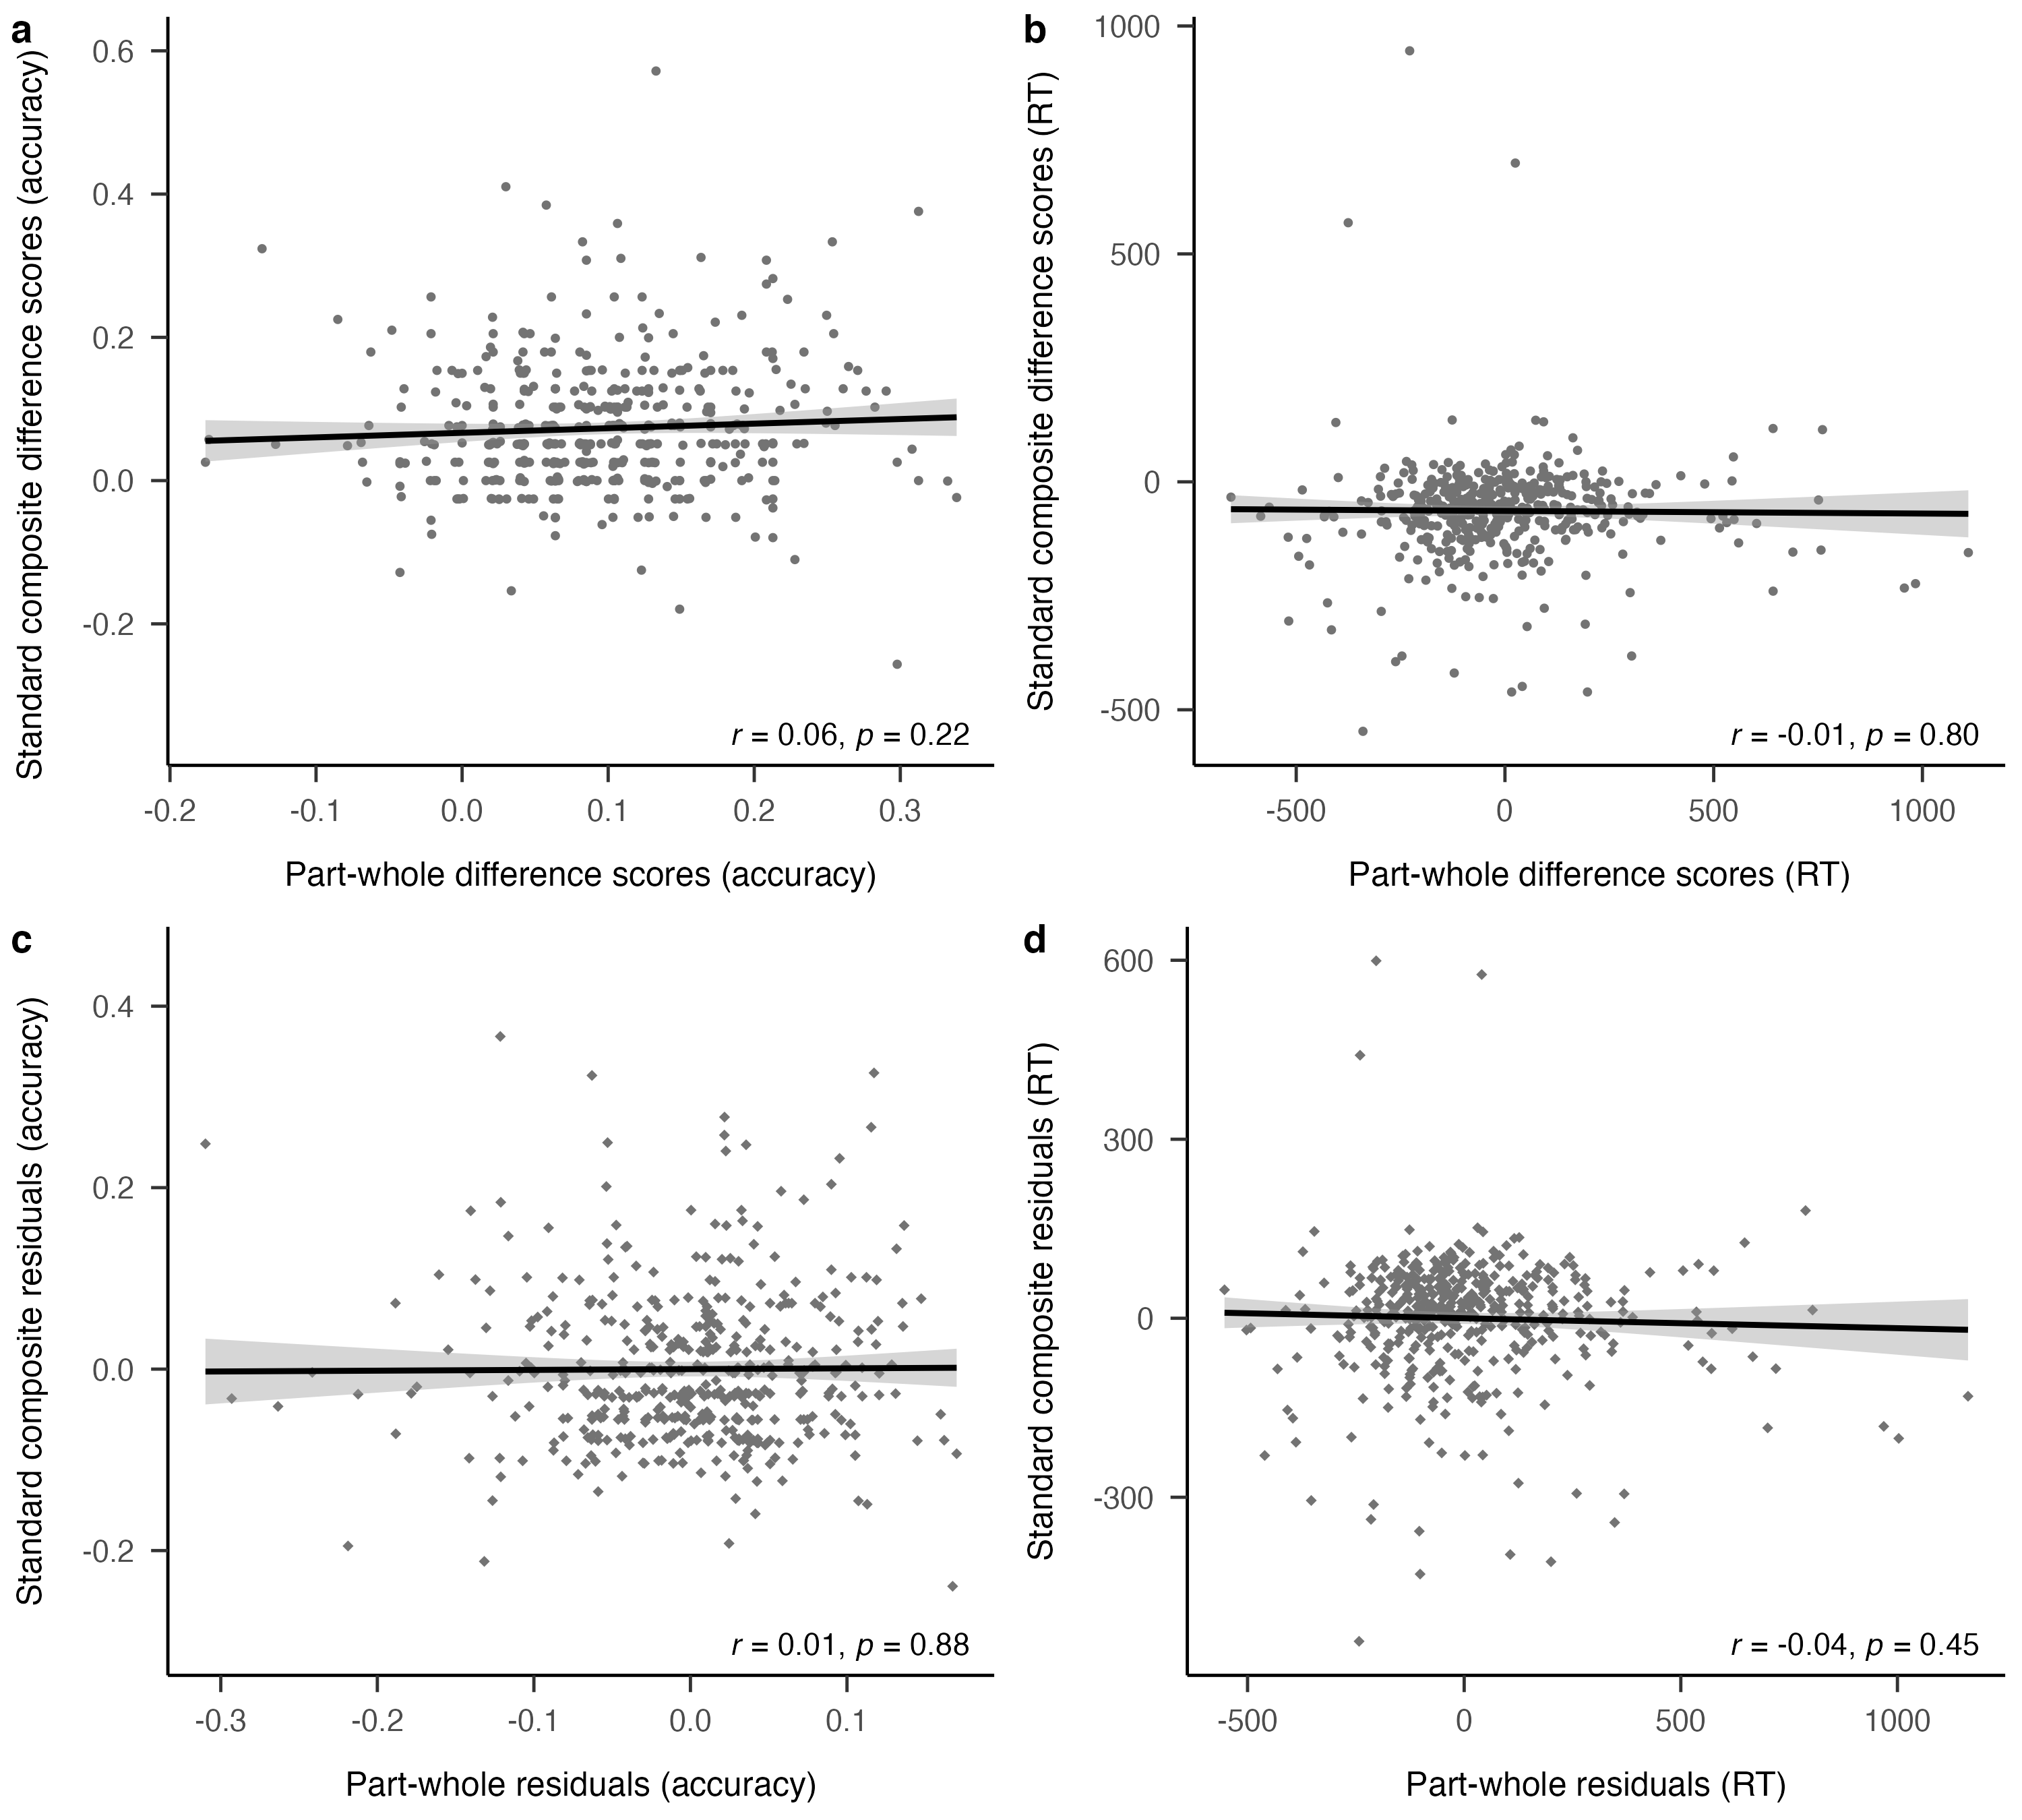 a
Standard composite difference scores (accuracy)
0.6
0.4
0.2
0.0
-0.2
r = 0.06, p = 0.22
-0.2 -0.1 0.0 0.1 0.2 0.3
Part-whole difference scores (accuracy)
b
Standard composite difference scores (RT)
1000
500
0
-500
r = -0.01, p = 0.80
-500 0 500 1000
Part-whole difference scores (RT)
c
Standard composite residuals (accuracy)
0.4
0.2
0.0
-0.2
r = 0.01, p = 0.88
-0.3 -0.2 -0.1 0.0 0.1
Part-whole residuals (accuracy)
d
Standard composite residuals (RT)
600
300
0
-300
r = -0.04, p = 0.45
-500 0 500 1000
Part-whole residuals (RT)